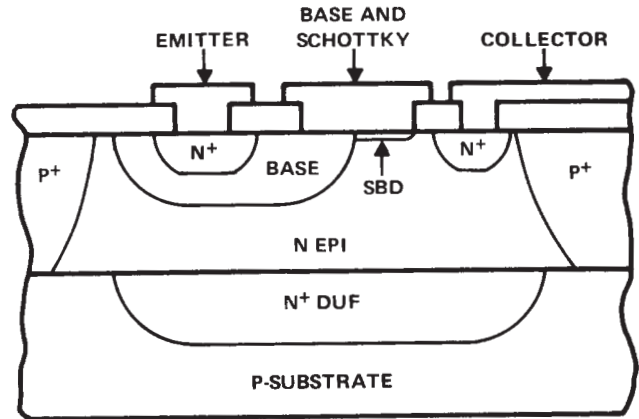 BASE AND
EMITTER SCHOTTKY COLLECTOR
N+ N+
P+ BASE P+
SBD
N EPI
N+ DUF
P-SUBSTRATE